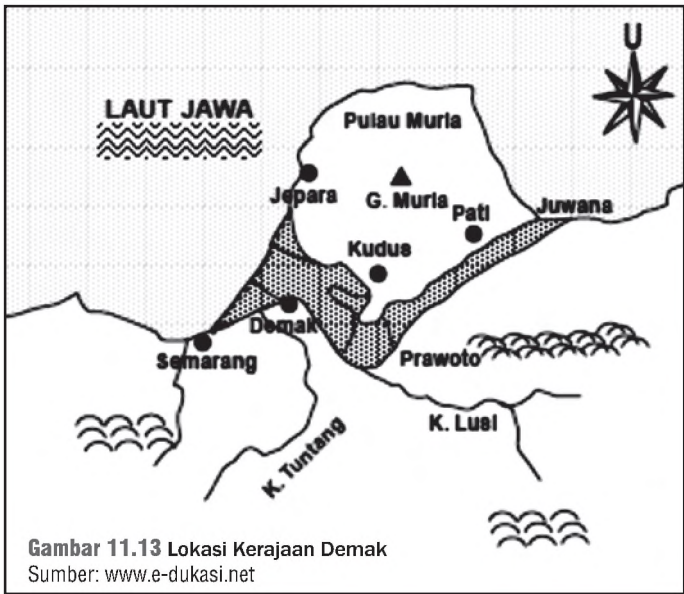 U
LAUT JAWA
Pulau Muria
Jepara
G. Muria
Pati
Juwana
Kudus
Demak
Semarang
Prawoto
K. Lusi
K. Tuntang
Gambar 11.13 Lokasi Kerajaan Demak
Sumber: www.e-dukasi.net